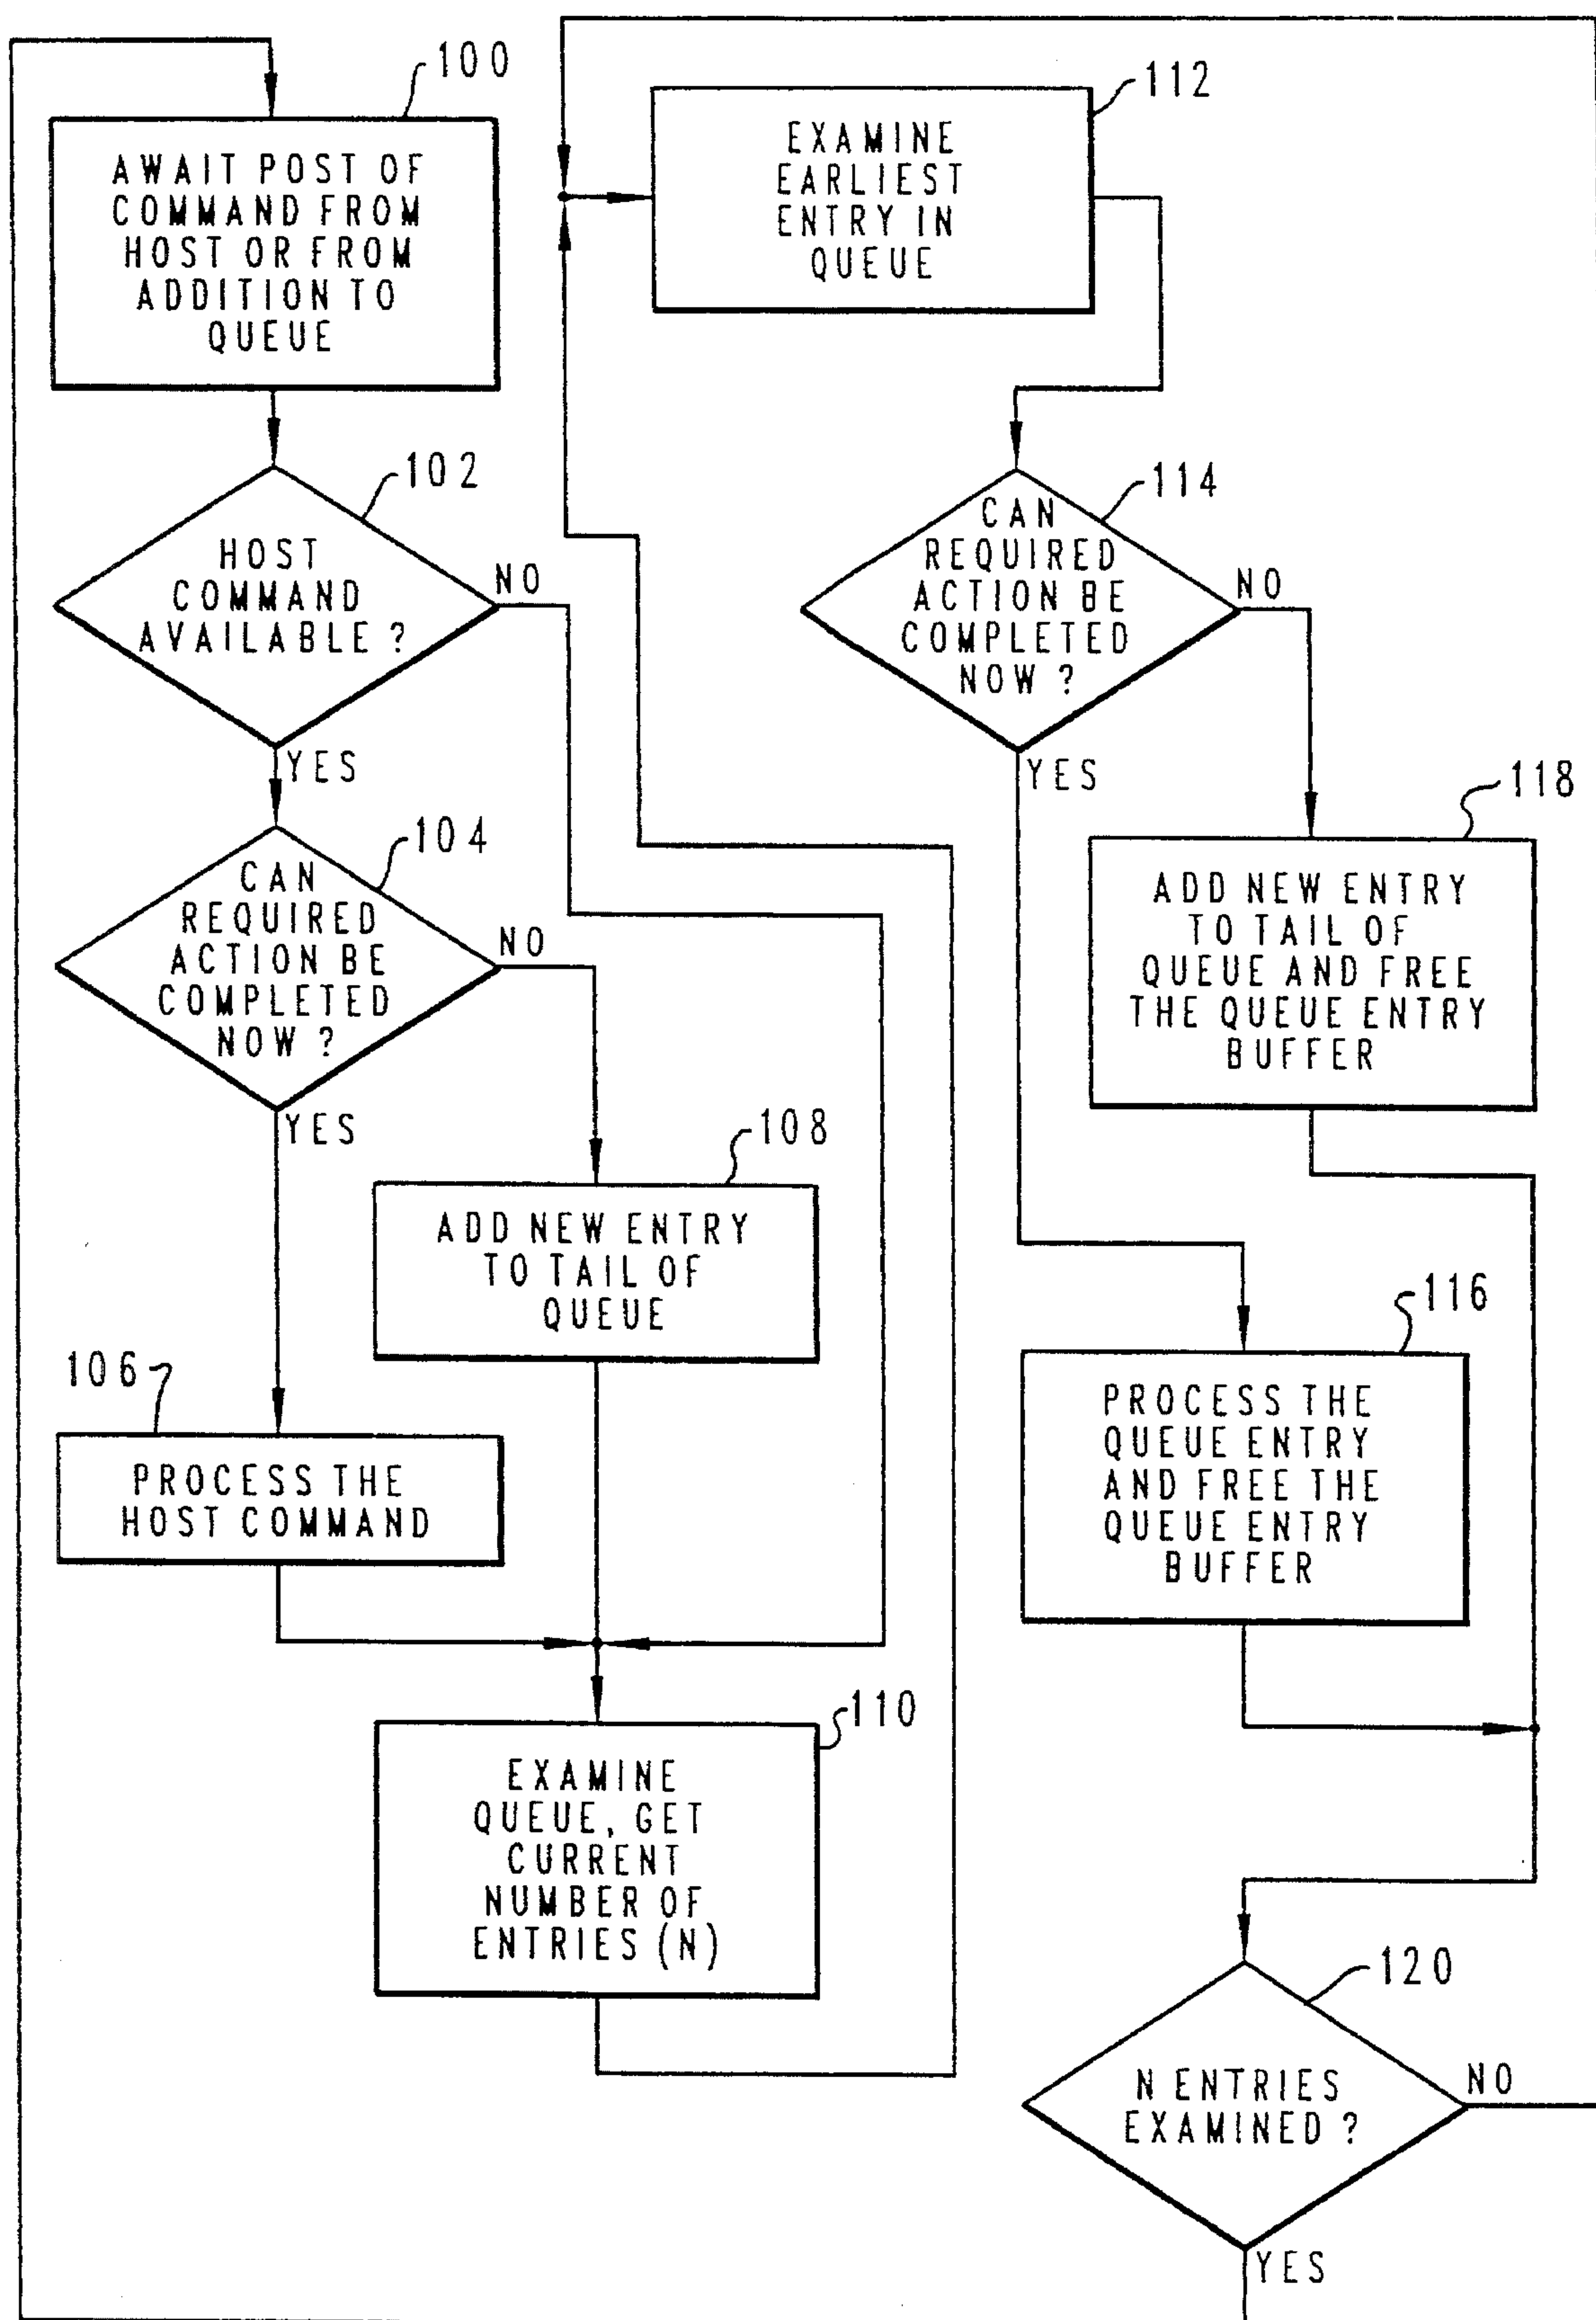 100
AWAIT POST OF
COMMAND FROM
HOST OR FROM
ADDITION TO
QUEUE
102
HOST
COMMAND
AVAILABLE ?
NO
YES
104
CAN
REQUIRED
ACTION BE
COMPLETED
NOW ?
NO
YES
108
ADD NEW ENTRY
TO TAIL OF
QUEUE
106
PROCESS THE
HOST COMMAND
110
EXAMINE
QUEUE, GET
CURRENT
NUMBER OF
ENTRIES (N)
112
EXAMINE
EARLIEST
ENTRY IN
QUEUE
114
CAN
REQUIRED
ACTION BE
COMPLETED
NOW ?
NO
YES
118
ADD NEW ENTRY
TO TAIL OF
QUEUE AND FREE
THE QUEUE ENTRY
BUFFER
116
PROCESS THE
QUEUE ENTRY
AND FREE THE
QUEUE ENTRY
BUFFER
120
N ENTRIES
EXAMINED ?
NO
YES